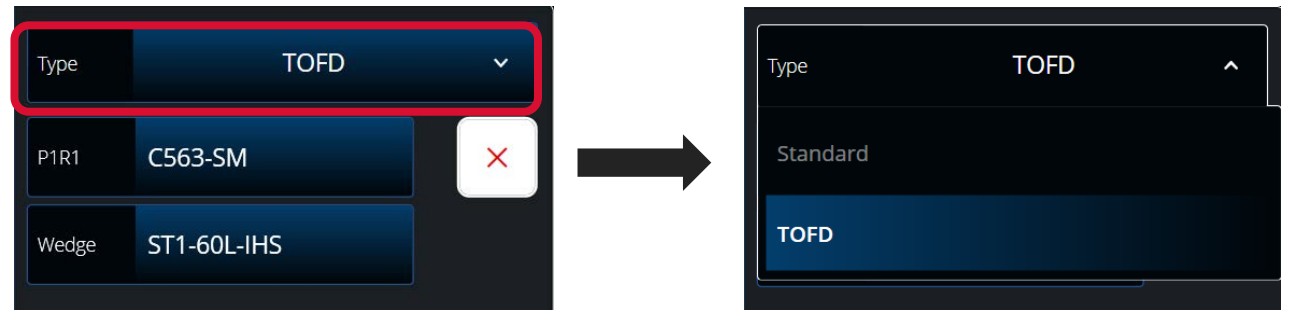 Type TOFD
P1R1 C563-SM
Wedge ST1-60L-IHS
Type TOFD
Standard
TOFD